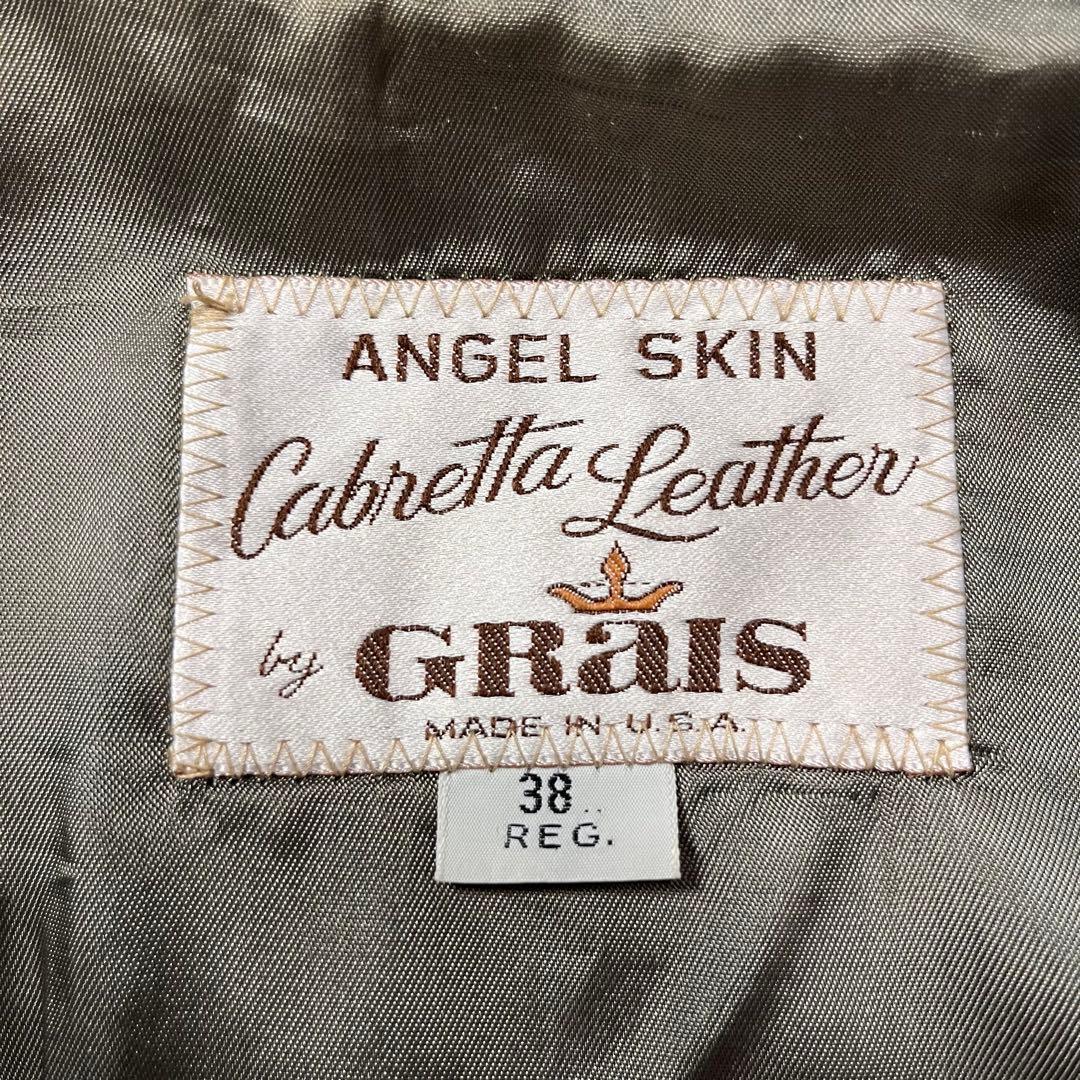 ANGEL SKIN
Cabretta Leather
by GRaIS
MADE IN U.S.A.
38..
REG.